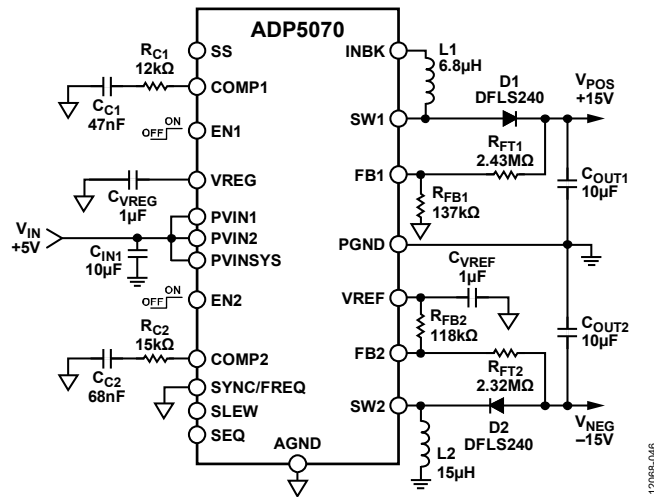 ADP5070
SS
RC1
12kΩ
COMP1
CC1
47nF
ON
OFF
EN1
VREG
CVREG
1µF
VIN
+5V
PVIN1
PVIN2
PVINSYS
CIN1
10µF
ON
OFF
EN2
RC2
15kΩ
COMP2
CC2
68nF
SYNC/FREQ
SLEW
SEQ
AGND
INBK
L1
6.8µH
D1
DFLS240
VPOS
+15V
SW1
RFT1
2.43MΩ
FB1
RFB1
137kΩ
COUT1
10µF
PGND
CVREF
1µF
VREF
RFB2
118kΩ
COUT2
10µF
FB2
RFT2
2.32MΩ
SW2
D2
DFLS240
VNEG
–15V
L2
15µH
12068-046